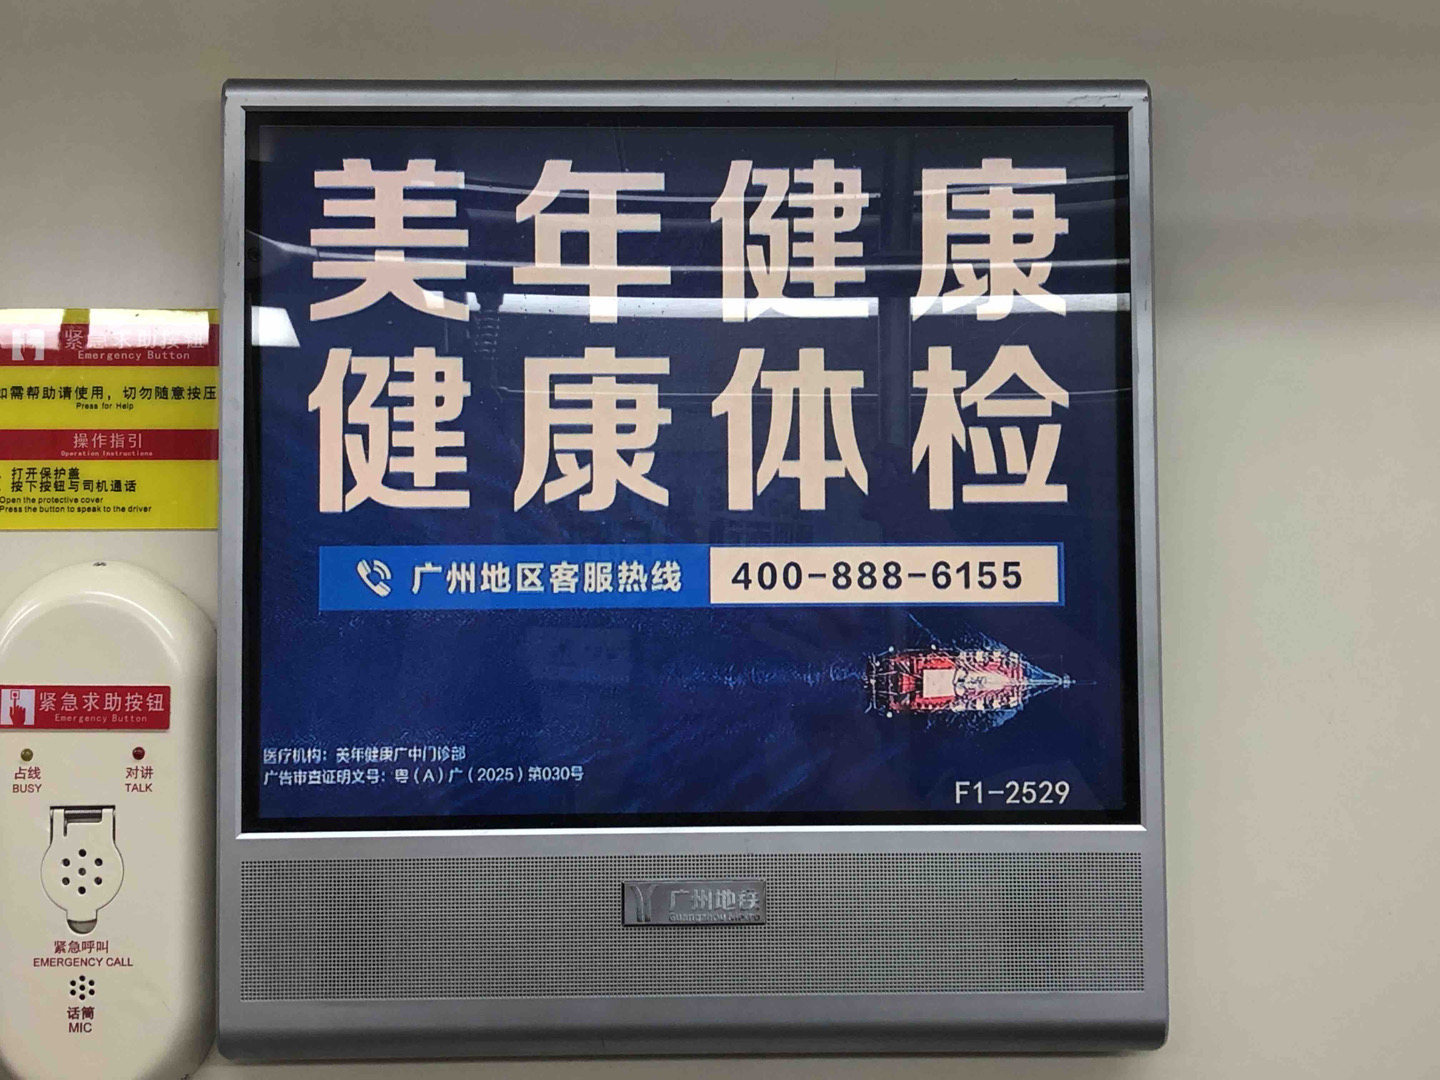 美年健康
健康体检
广州地区客服热线 400-888-6155
医疗机构：美年健康广中门诊部
广告审查证明文号：粤（A）广（2025）第030号
F1-2529
广州地铁
Guangzhou Metro
紧急求助按钮
Emergency Button
如需帮助请使用，切勿随意按压
Press for Help
操作指引
Operation Instructions
打开保护盖
按下按钮与司机通话
Open the protective cover
Press the button to speak to the driver
紧急求助按钮
Emergency Button
占线 对讲
BUSY TALK
紧急呼叫
EMERGENCY CALL
话筒
MIC